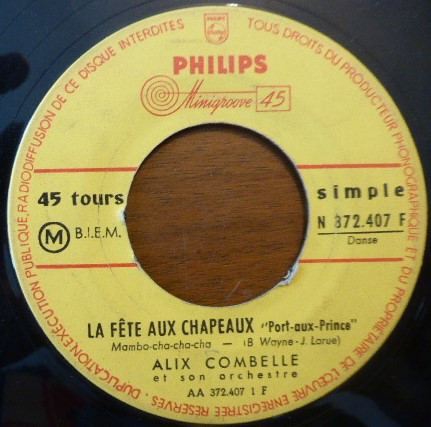 PHILIPS
TOUS DROITS DU PRODUCTEUR PHONOGRAPHIQUE ET DU PROPRIÉTAIRE DE L'ŒUVRE ENREGISTRÉE RÉSERVÉS. DUPLICATION EXÉCUTION PUBLIQUE, RADIODIFFUSION DE CE DISQUE INTERDITES
PHILIPS
Minigroove 45
45 tours
simple
M B.I.E.M.
N 372.407 F
Danse
LA FÊTE AUX CHAPEAUX "Port-aux-Prince"
Mambo-cha-cha-cha — (B Wayne - J. Larue)
ALIX COMBELLE
et son orchestre
AA 372.407 1 F